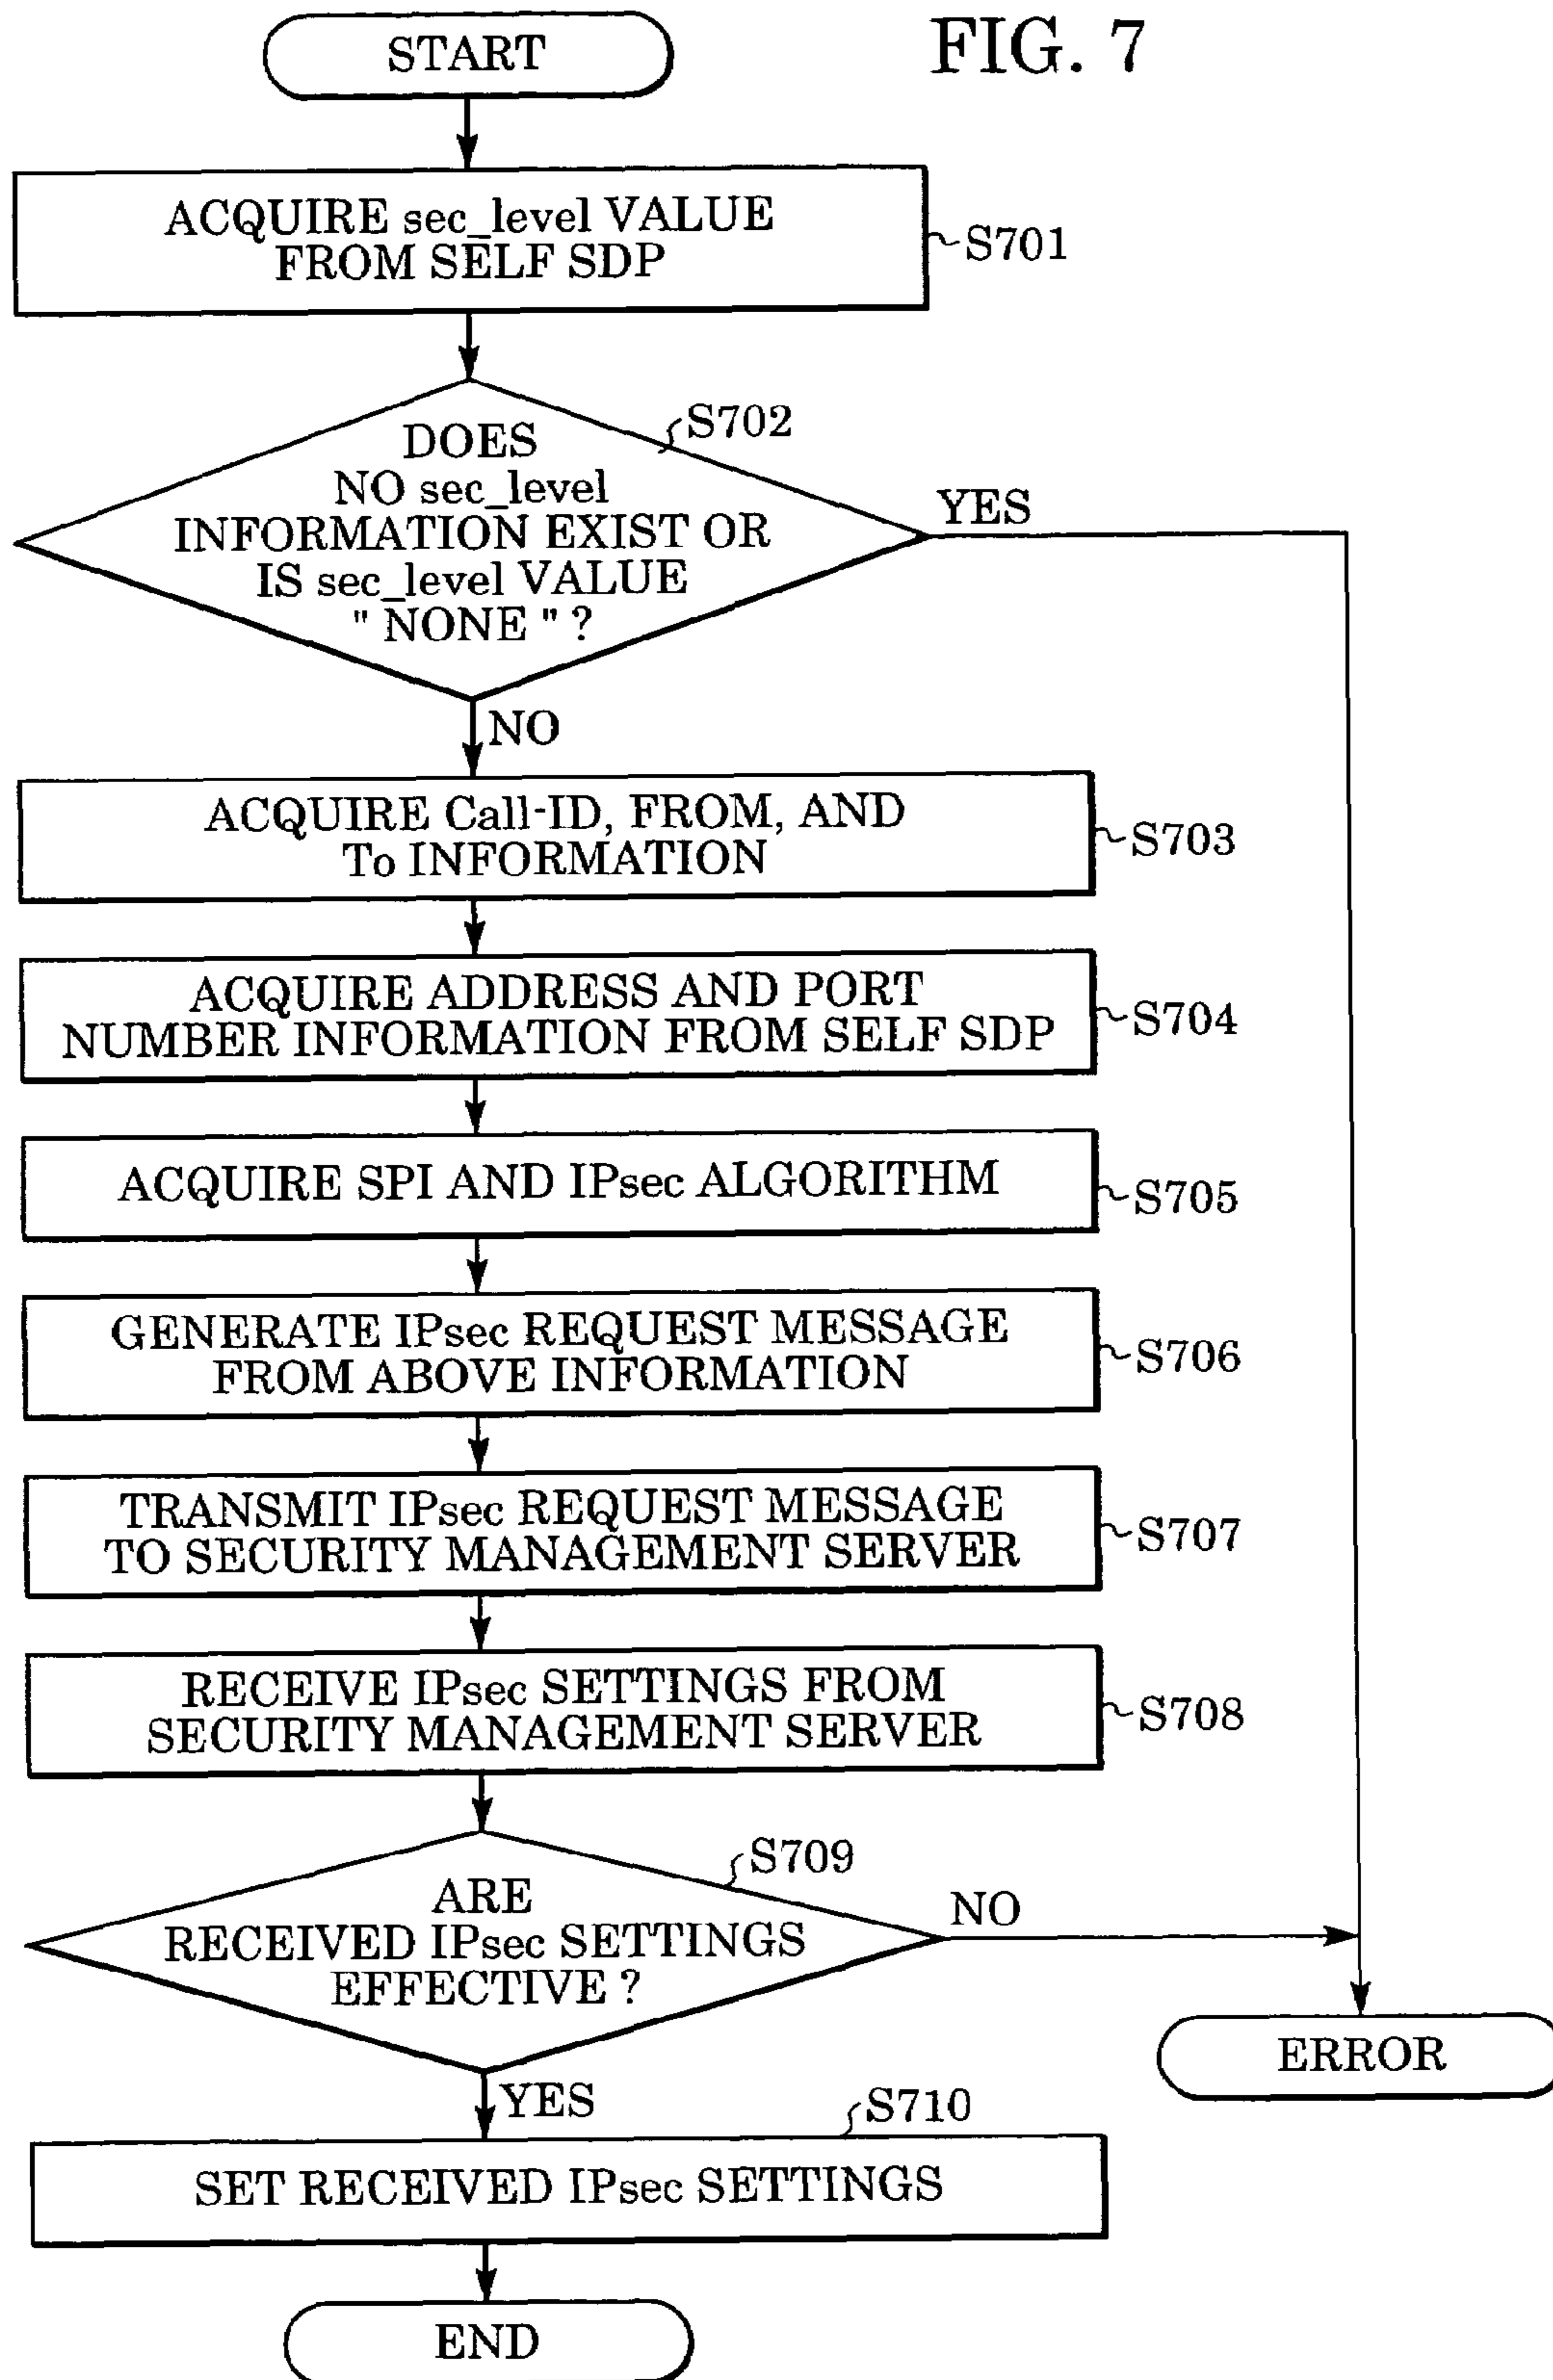 FIG. 7
START
ACQUIRE sec_level VALUE
FROM SELF SDP
S701
S702
DOES
NO sec_level
INFORMATION EXIST OR
IS sec_level VALUE
" NONE " ?
YES
NO
ACQUIRE Call-ID, FROM, AND
To INFORMATION
S703
ACQUIRE ADDRESS AND PORT
NUMBER INFORMATION FROM SELF SDP
S704
ACQUIRE SPI AND IPsec ALGORITHM
S705
GENERATE IPsec REQUEST MESSAGE
FROM ABOVE INFORMATION
S706
TRANSMIT IPsec REQUEST MESSAGE
TO SECURITY MANAGEMENT SERVER
S707
RECEIVE IPsec SETTINGS FROM
SECURITY MANAGEMENT SERVER
S708
S709
ARE
RECEIVED IPsec SETTINGS
EFFECTIVE ?
NO
ERROR
YES
S710
SET RECEIVED IPsec SETTINGS
END